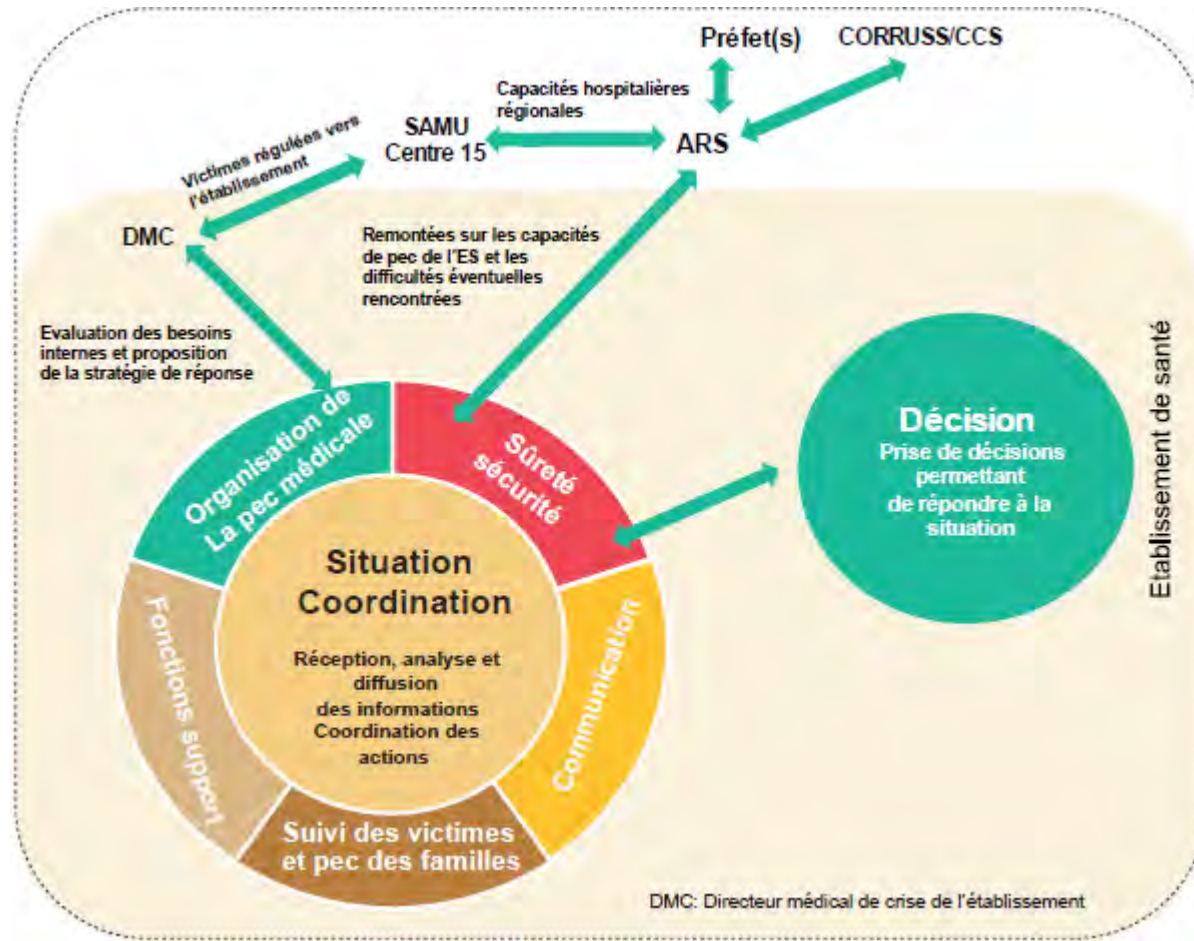 Préfet(s)
CORRUSS/CCS
Capacités hospitalières
régionales
SAMU
Centre 15
ARS
Victimes régulées vers
l'établissement
DMC
Remontées sur les capacités
de pec de l'ES et les
difficultés éventuelles
rencontrées
Evaluation des besoins
internes et proposition
de la stratégie de réponse
Organisation de
La pec médicale
Sûreté
sécurité
Décision
Prise de décisions
permettant
de répondre à la
situation
Etablissement de santé
Situation
Coordination
Réception, analyse et
diffusion
des informations
Coordination des
actions
Fonctions support
Communication
Suivi des victimes
et pec des familles
DMC: Directeur médical de crise de l'établissement